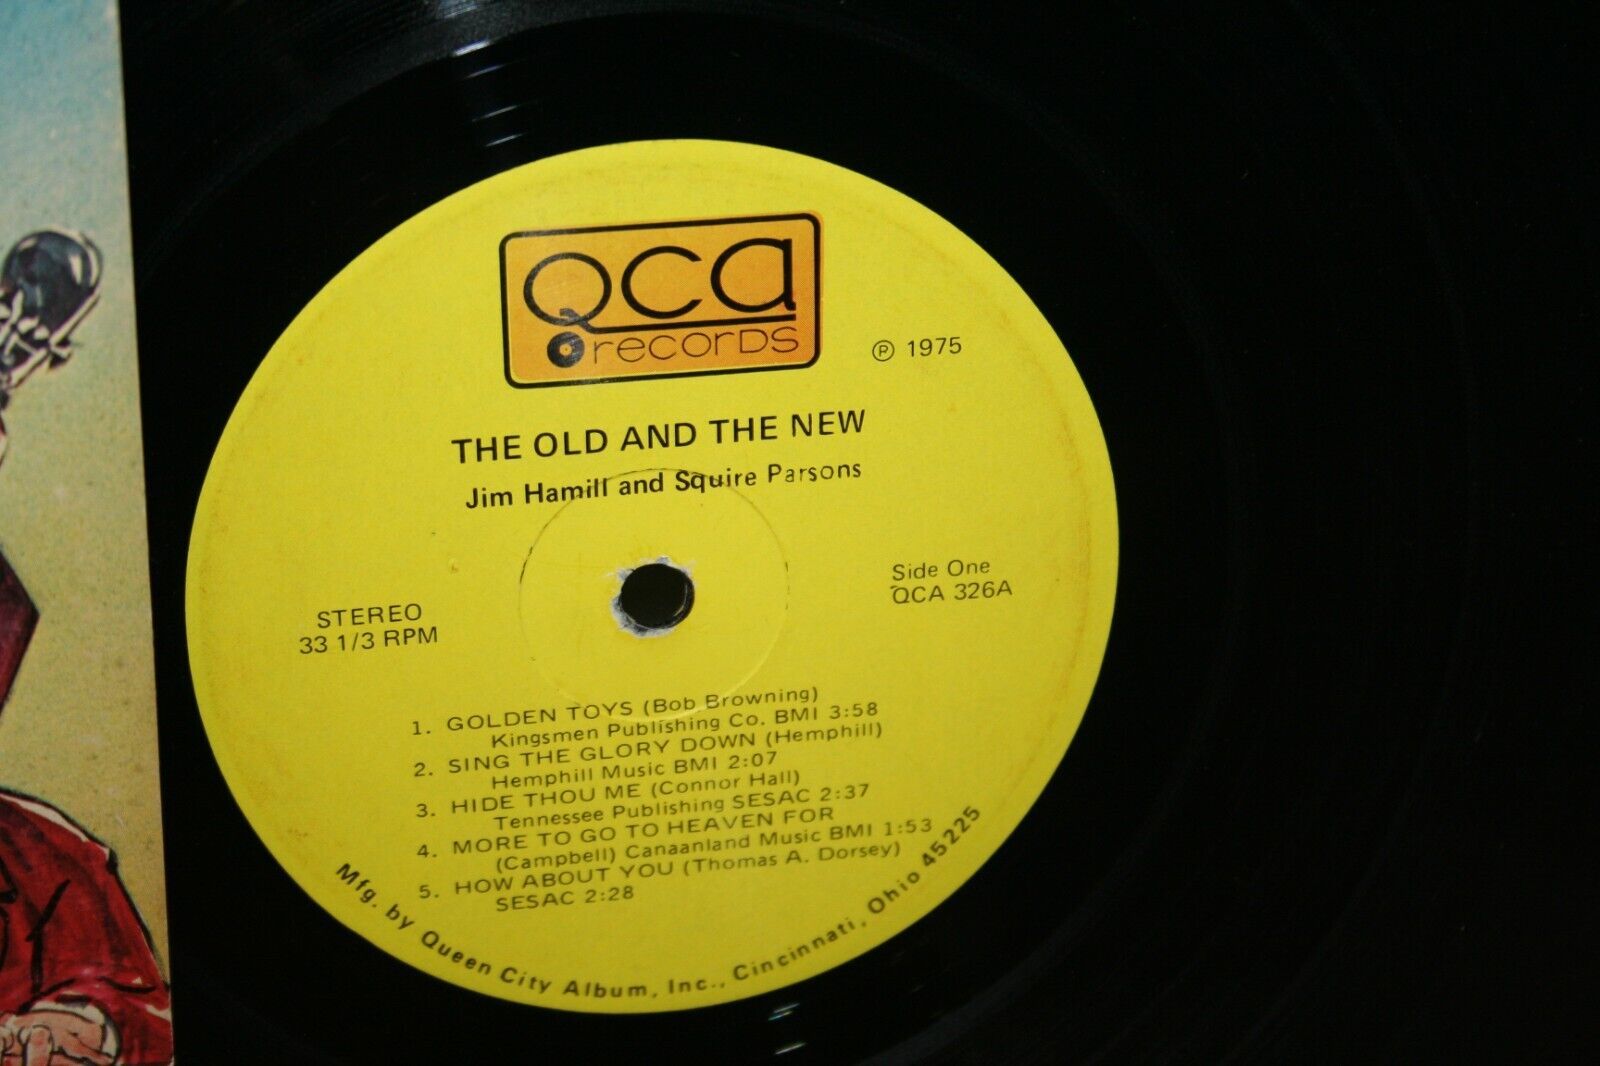 QCA
records
℗ 1975
THE OLD AND THE NEW
Jim Hamill and Squire Parsons
Side One
QCA 326A
STEREO
33 1/3 RPM
1. GOLDEN TOYS (Bob Browning)
Kingsmen Publishing Co. BMI 3:58
2. SING THE GLORY DOWN (Hemphill)
Hemphill Music BMI 2:07
3. HIDE THOU ME (Connor Hall)
Tennessee Publishing SESAC 2:37
4. MORE TO GO TO HEAVEN FOR
(Campbell) Canaanland Music BMI 1:53
5. HOW ABOUT YOU (Thomas A. Dorsey)
SESAC 2:28
Mfg. by Queen City Album, Inc., Cincinnati, Ohio 45225